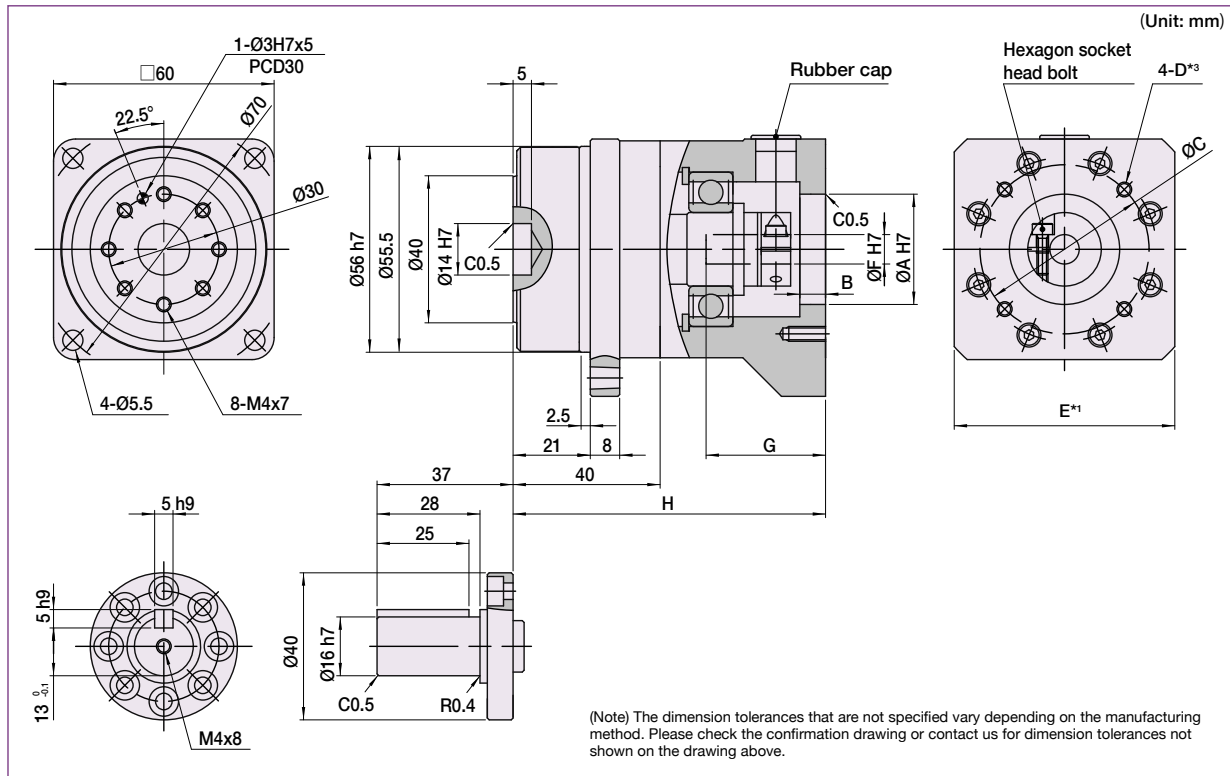 (Unit: mm)
1-Ø3H7x5
PCD30
□60
22.5°
Ø70
Ø30
4-Ø5.5
8-M4x7
5
Rubber cap
Hexagon socket
head bolt
4-D*3
ØC
Ø56 h7
Ø55.5
Ø40
Ø14 H7
C0.5
C0.5
ØF H7
ØA H7
B
E*1
2.5
21
8
G
37
40
H
28
25
5 h9
5 h9
13 0 -0.1
M4x8
Ø40
Ø16 h7
C0.5
R0.4
(Note) The dimension tolerances that are not specified vary depending on the manufacturing
method. Please check the confirmation drawing or contact us for dimension tolerances not
shown on the drawing above.